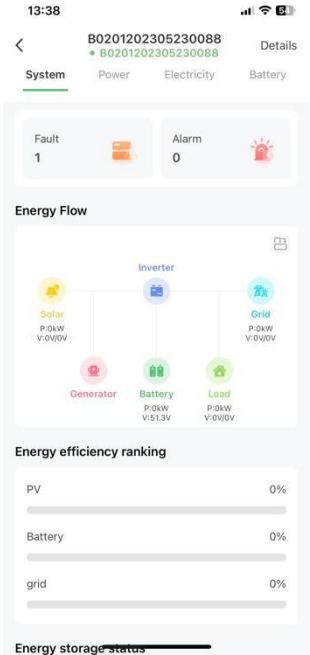 13:38
54
B0201202305230088
B0201202305230088
Details
System Power Electricity Battery
Fault
1
Alarm
0
Energy Flow
Inverter
Solar
P:0kW
V:0V/0V
Grid
P:0kW
V:0V/0V
Generator
Battery
P:0kW
V:51.3V
Load
P:0kW
V:0V/0V
Energy efficiency ranking
PV 0%
Battery 0%
grid 0%
Energy storage status